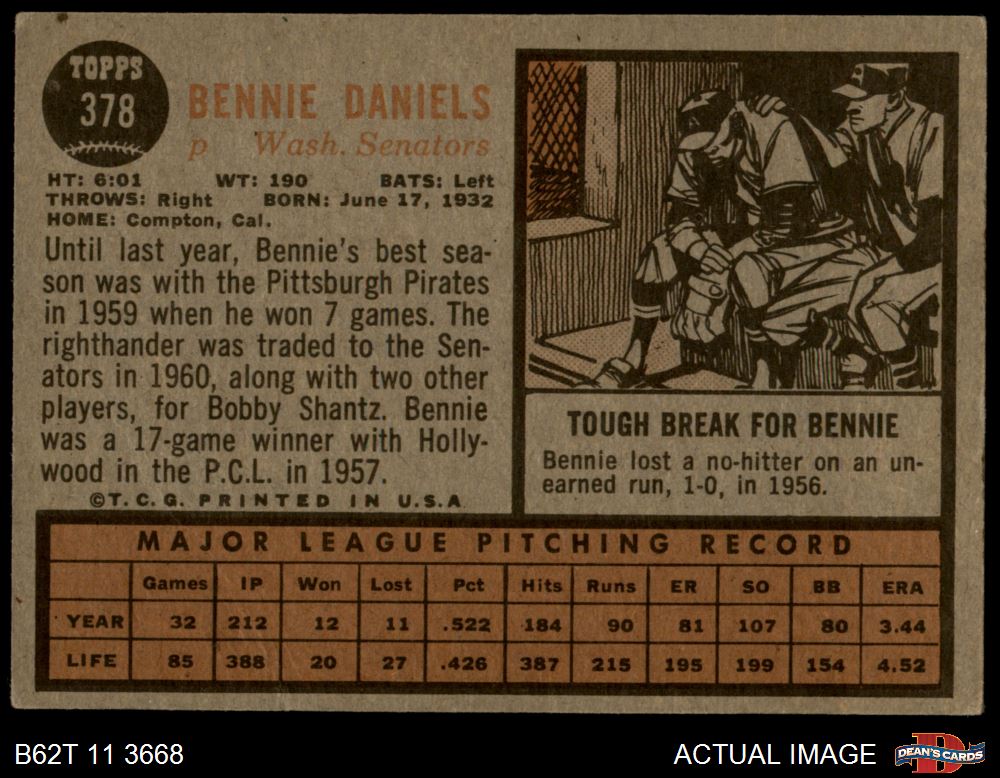 TOPPS
378
BENNIE DANIELS
p Wash. Senators
HT: 6:01 WT: 190 BATS: Left
THROWS: Right BORN: June 17, 1932
HOME: Compton, Cal.
Until last year, Bennie's best sea-
son was with the Pittsburgh Pirates
in 1959 when he won 7 games. The
righthander was traded to the Sen-
ators in 1960, along with two other
players, for Bobby Shantz. Bennie
was a 17-game winner with Holly-
wood in the P.C.L. in 1957.
©T.C.G. PRINTED IN U.S.A
TOUGH BREAK FOR BENNIE
Bennie lost a no-hitter on an un-
earned run, 1-0, in 1956.
MAJOR LEAGUE PITCHING RECORD
Games IP Won Lost Pct Hits Runs ER SO BB ERA
YEAR 32 212 12 11 .522 184 90 81 107 80 3.44
LIFE 85 388 20 27 .426 387 215 195 199 154 4.52
B62T 11 3668 ACTUAL IMAGE
D
DEAN'S CARDS